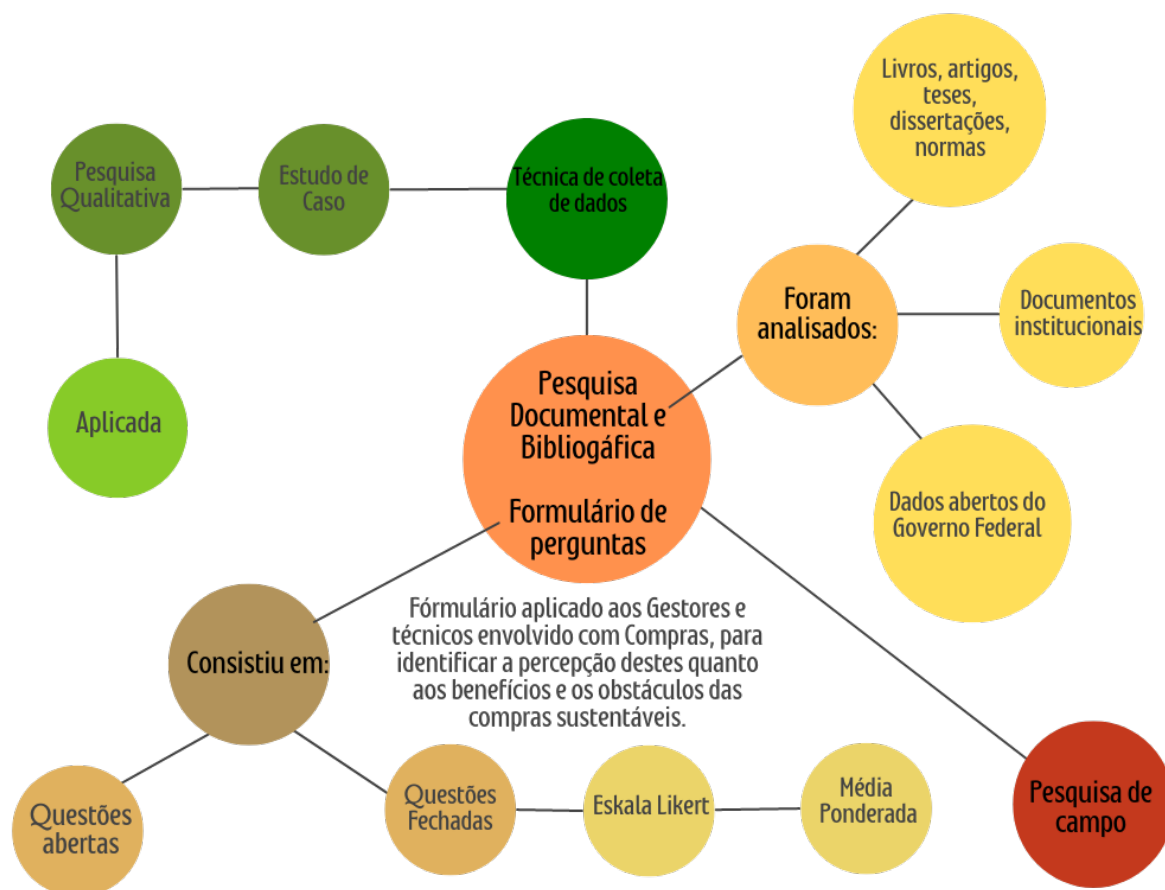 Livros, artigos,
teses,
dissertações,
normas
Pesquisa
Qualitativa
Estudo de
Caso
Técnica de coleta
de dados
Foram
analisados:
Documentos
institucionais
Aplicada
Pesquisa
Documental e
Bibliogáfica
Formulário de
perguntas
Dados abertos do
Governo Federal
Fórmulário aplicado aos Gestores e
técnicos envolvido com Compras, para
identificar a percepção destes quanto
aos benefícios e os obstáculos das
compras sustentáveis.
Consistiu em:
Questões
abertas
Questões
Fechadas
Eskala Likert
Média
Ponderada
Pesquisa de
campo